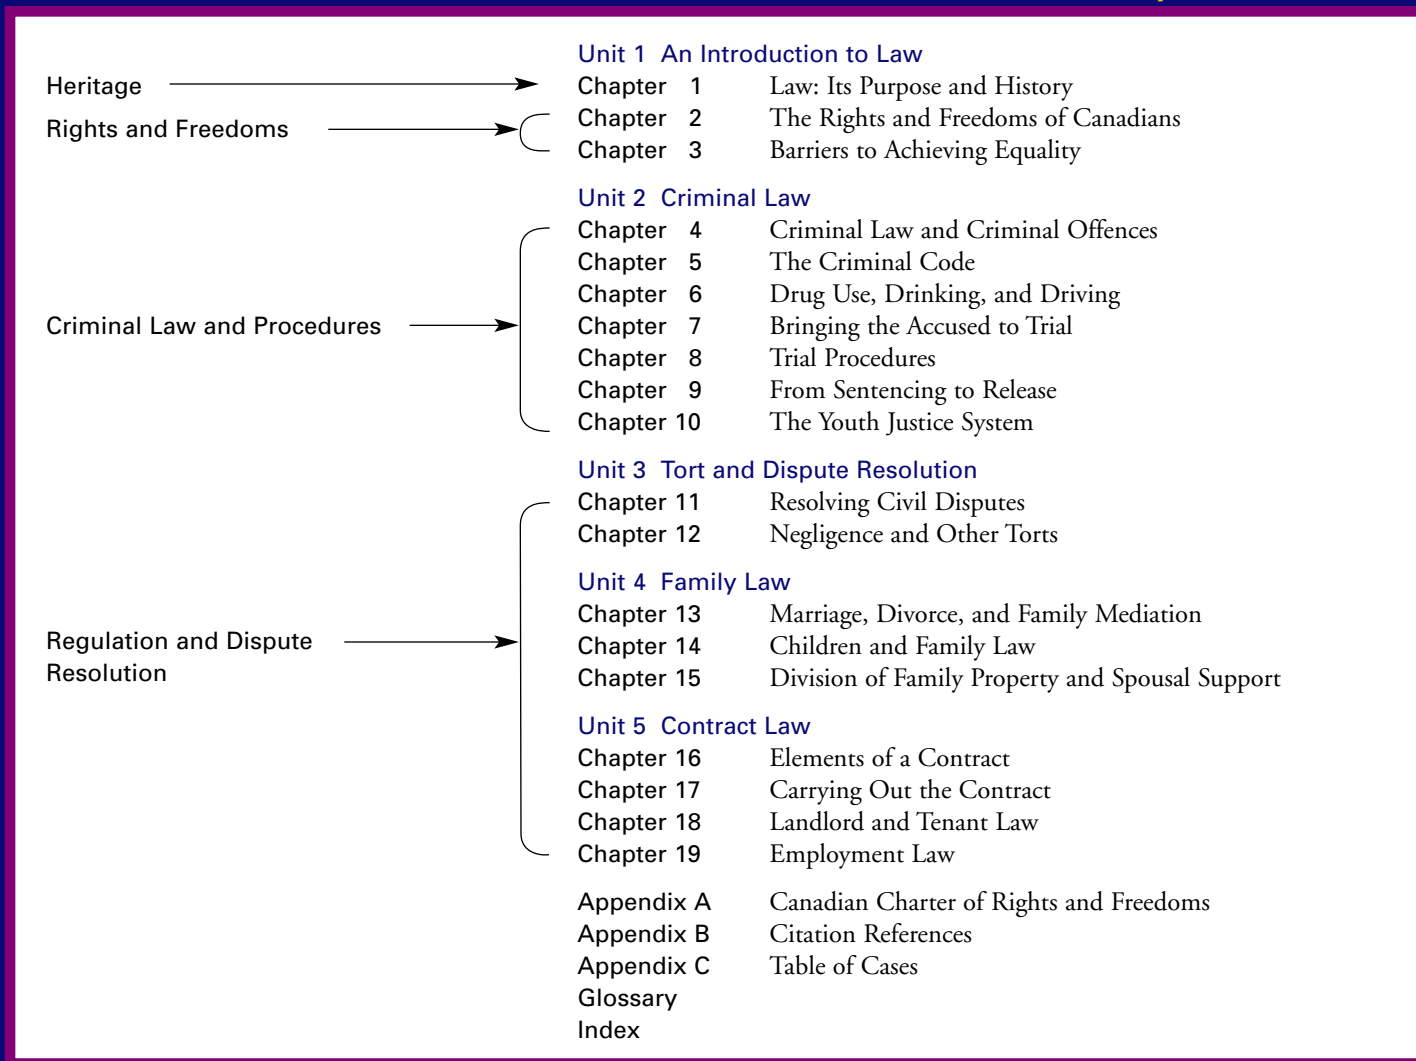 Unit 1 An Introduction to Law
Heritage
Chapter 1 Law: Its Purpose and History
Rights and Freedoms
Chapter 2 The Rights and Freedoms of Canadians
Chapter 3 Barriers to Achieving Equality
Unit 2 Criminal Law
Chapter 4 Criminal Law and Criminal Offences
Chapter 5 The Criminal Code
Chapter 6 Drug Use, Drinking, and Driving
Criminal Law and Procedures
Chapter 7 Bringing the Accused to Trial
Chapter 8 Trial Procedures
Chapter 9 From Sentencing to Release
Chapter 10 The Youth Justice System
Unit 3 Tort and Dispute Resolution
Chapter 11 Resolving Civil Disputes
Chapter 12 Negligence and Other Torts
Unit 4 Family Law
Chapter 13 Marriage, Divorce, and Family Mediation
Regulation and Dispute
Resolution
Chapter 14 Children and Family Law
Chapter 15 Division of Family Property and Spousal Support
Unit 5 Contract Law
Chapter 16 Elements of a Contract
Chapter 17 Carrying Out the Contract
Chapter 18 Landlord and Tenant Law
Chapter 19 Employment Law
Appendix A Canadian Charter of Rights and Freedoms
Appendix B Citation References
Appendix C Table of Cases
Glossary
Index